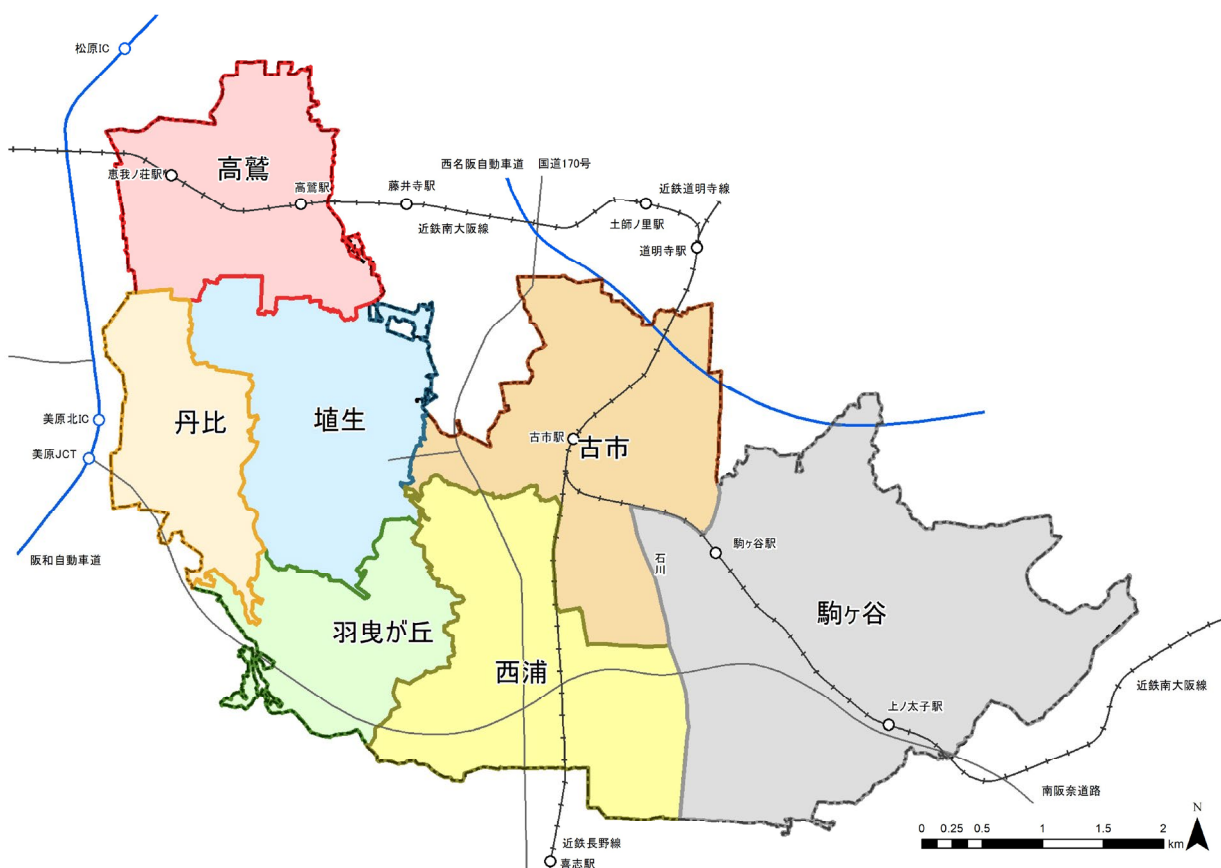 松原IC
高鷲
恵我ノ荘駅
高鷲駅
藤井寺駅
西名阪自動車道
国道170号
近鉄道明寺線
土師ノ里駅
近鉄南大阪線
道明寺駅
丹比
埴生
美原北IC
美原JCT
古市駅
古市
阪和自動車道
石川
駒ヶ谷駅
駒ヶ谷
羽曳が丘
西浦
上ノ太子駅
近鉄南大阪線
南阪奈道路
近鉄長野線
喜志駅
N
0 0.25 0.5 1 1.5 2
km